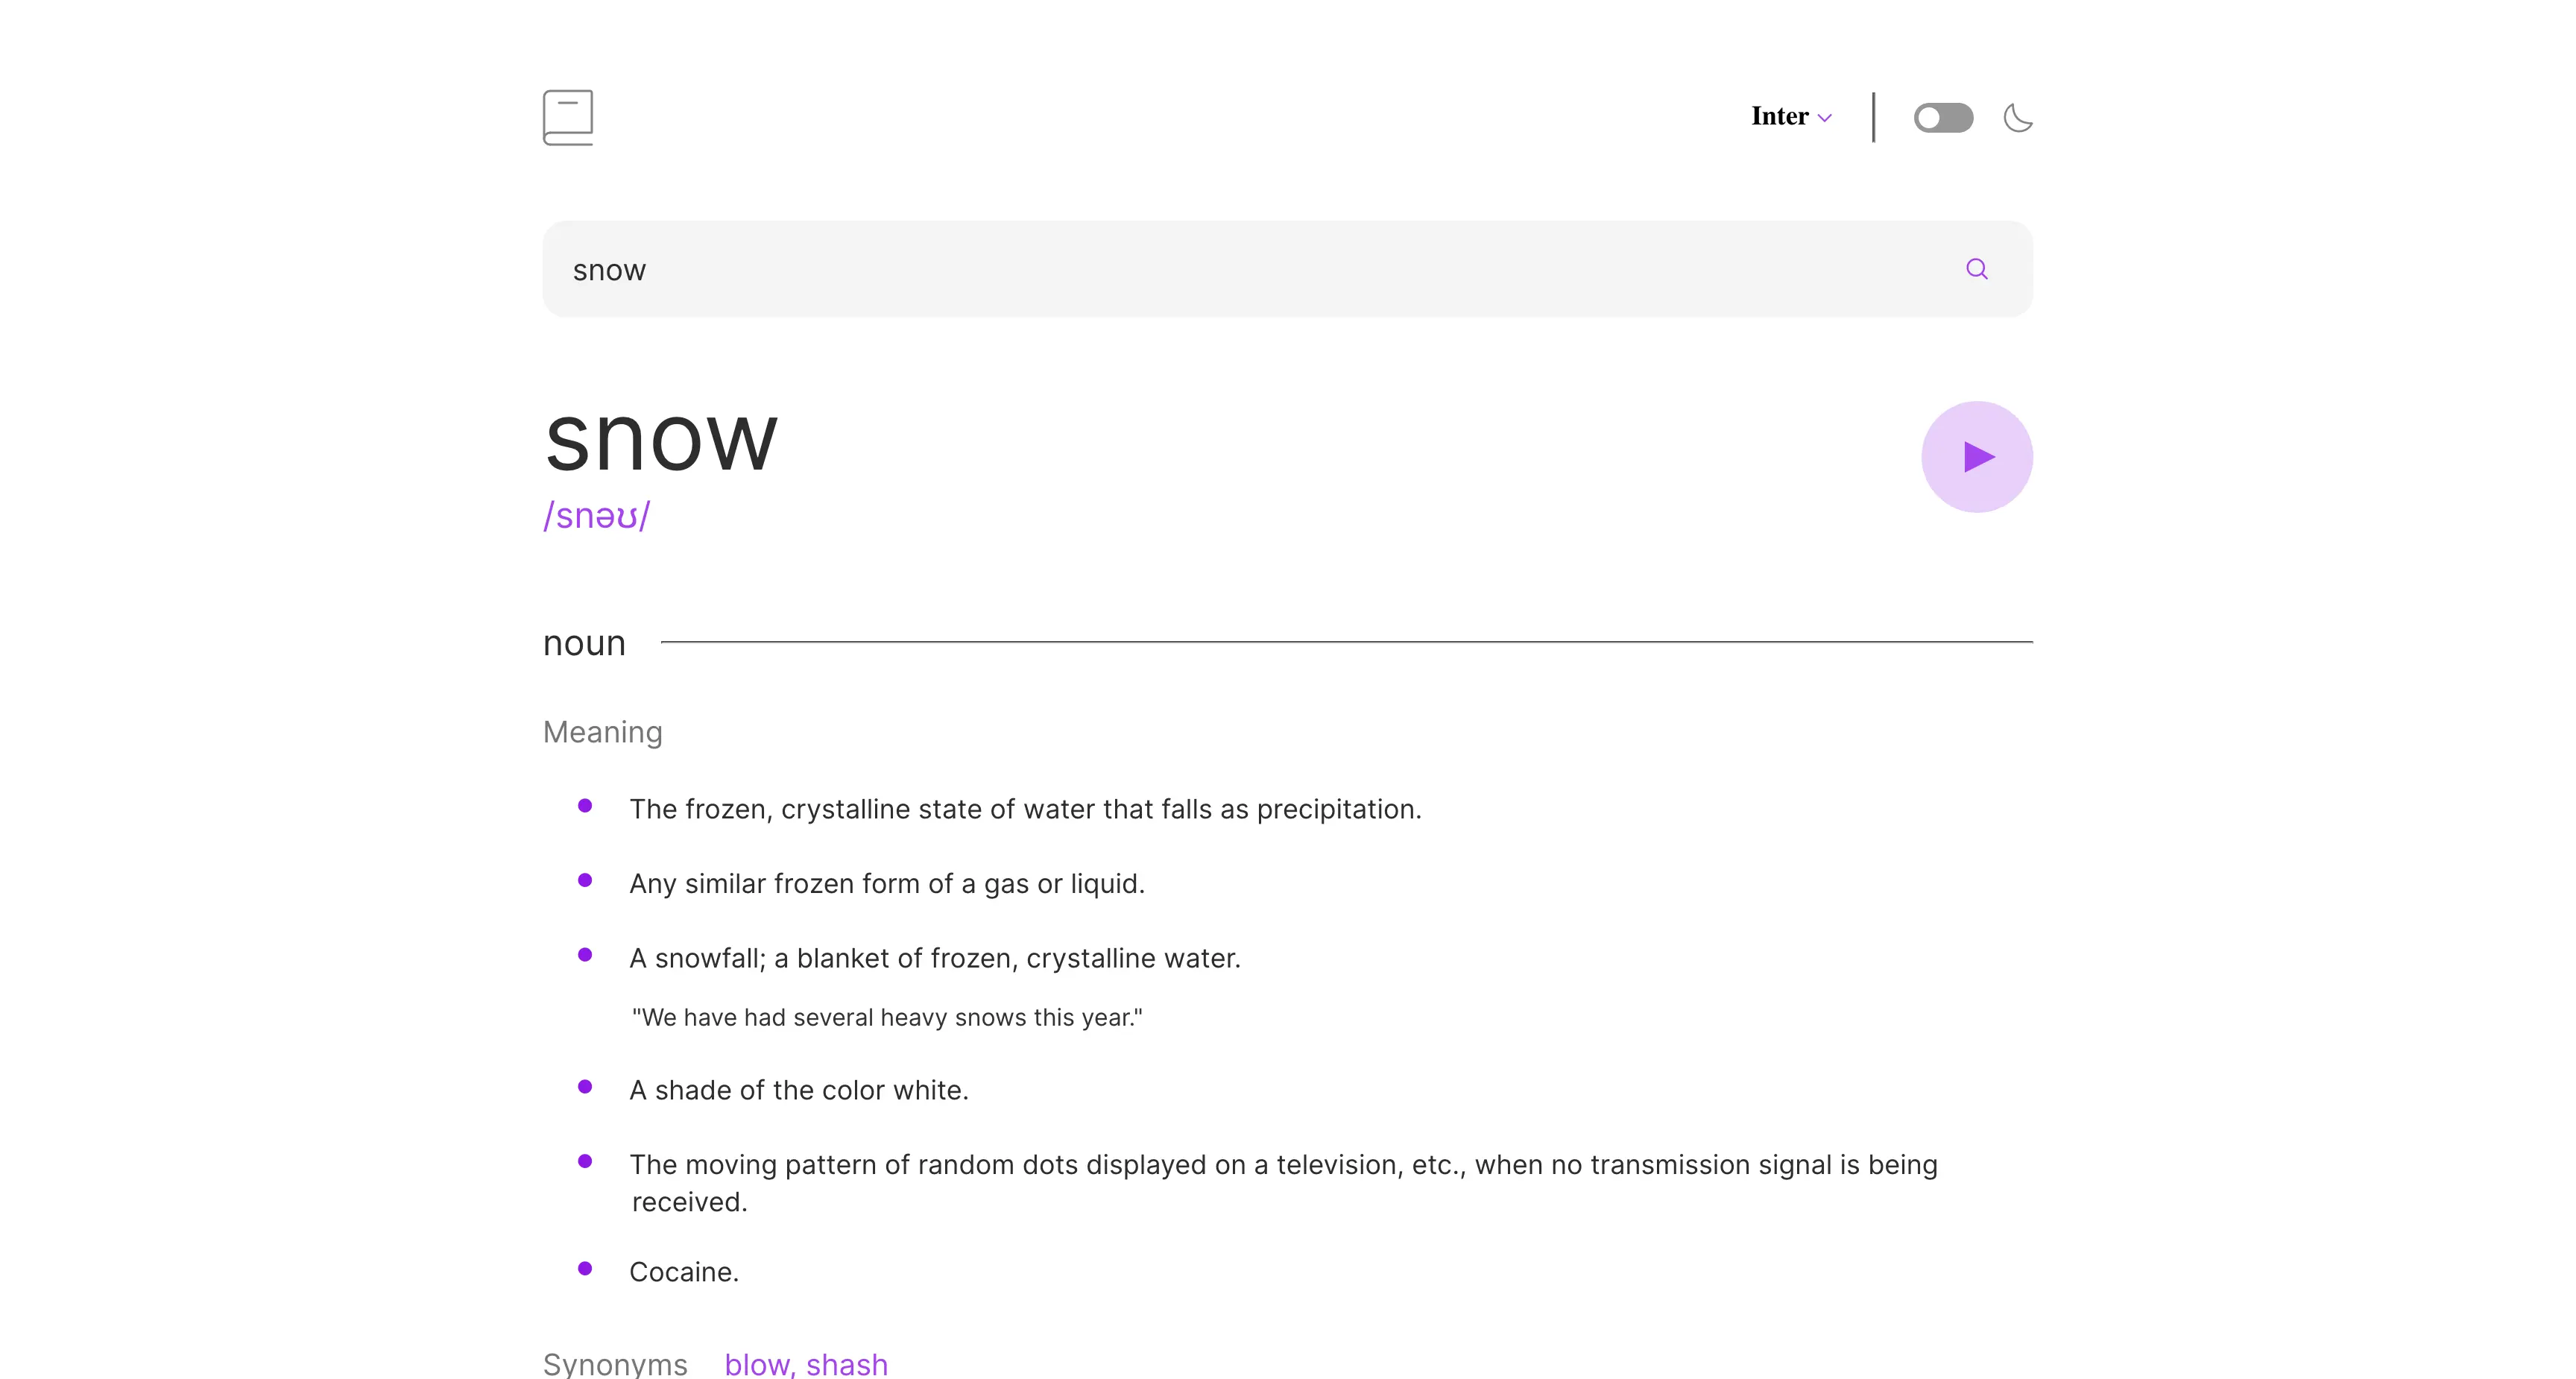 Inter
snow
snow
/snəʊ/
noun
Meaning
The frozen, crystalline state of water that falls as precipitation.
Any similar frozen form of a gas or liquid.
A snowfall; a blanket of frozen, crystalline water.
"We have had several heavy snows this year."
A shade of the color white.
The moving pattern of random dots displayed on a television, etc., when no transmission signal is being
received.
Cocaine.
Synonyms blow, shash